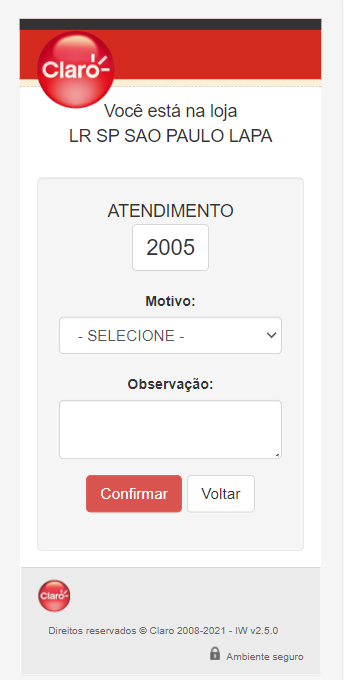 Claro
Você está na loja
LR SP SAO PAULO LAPA
ATENDIMENTO
2005
Motivo:
- SELECIONE -
Observação:
Confirmar Voltar
Claro
Direitos reservados © Claro 2008-2021 - IW v2.5.0
Ambiente seguro